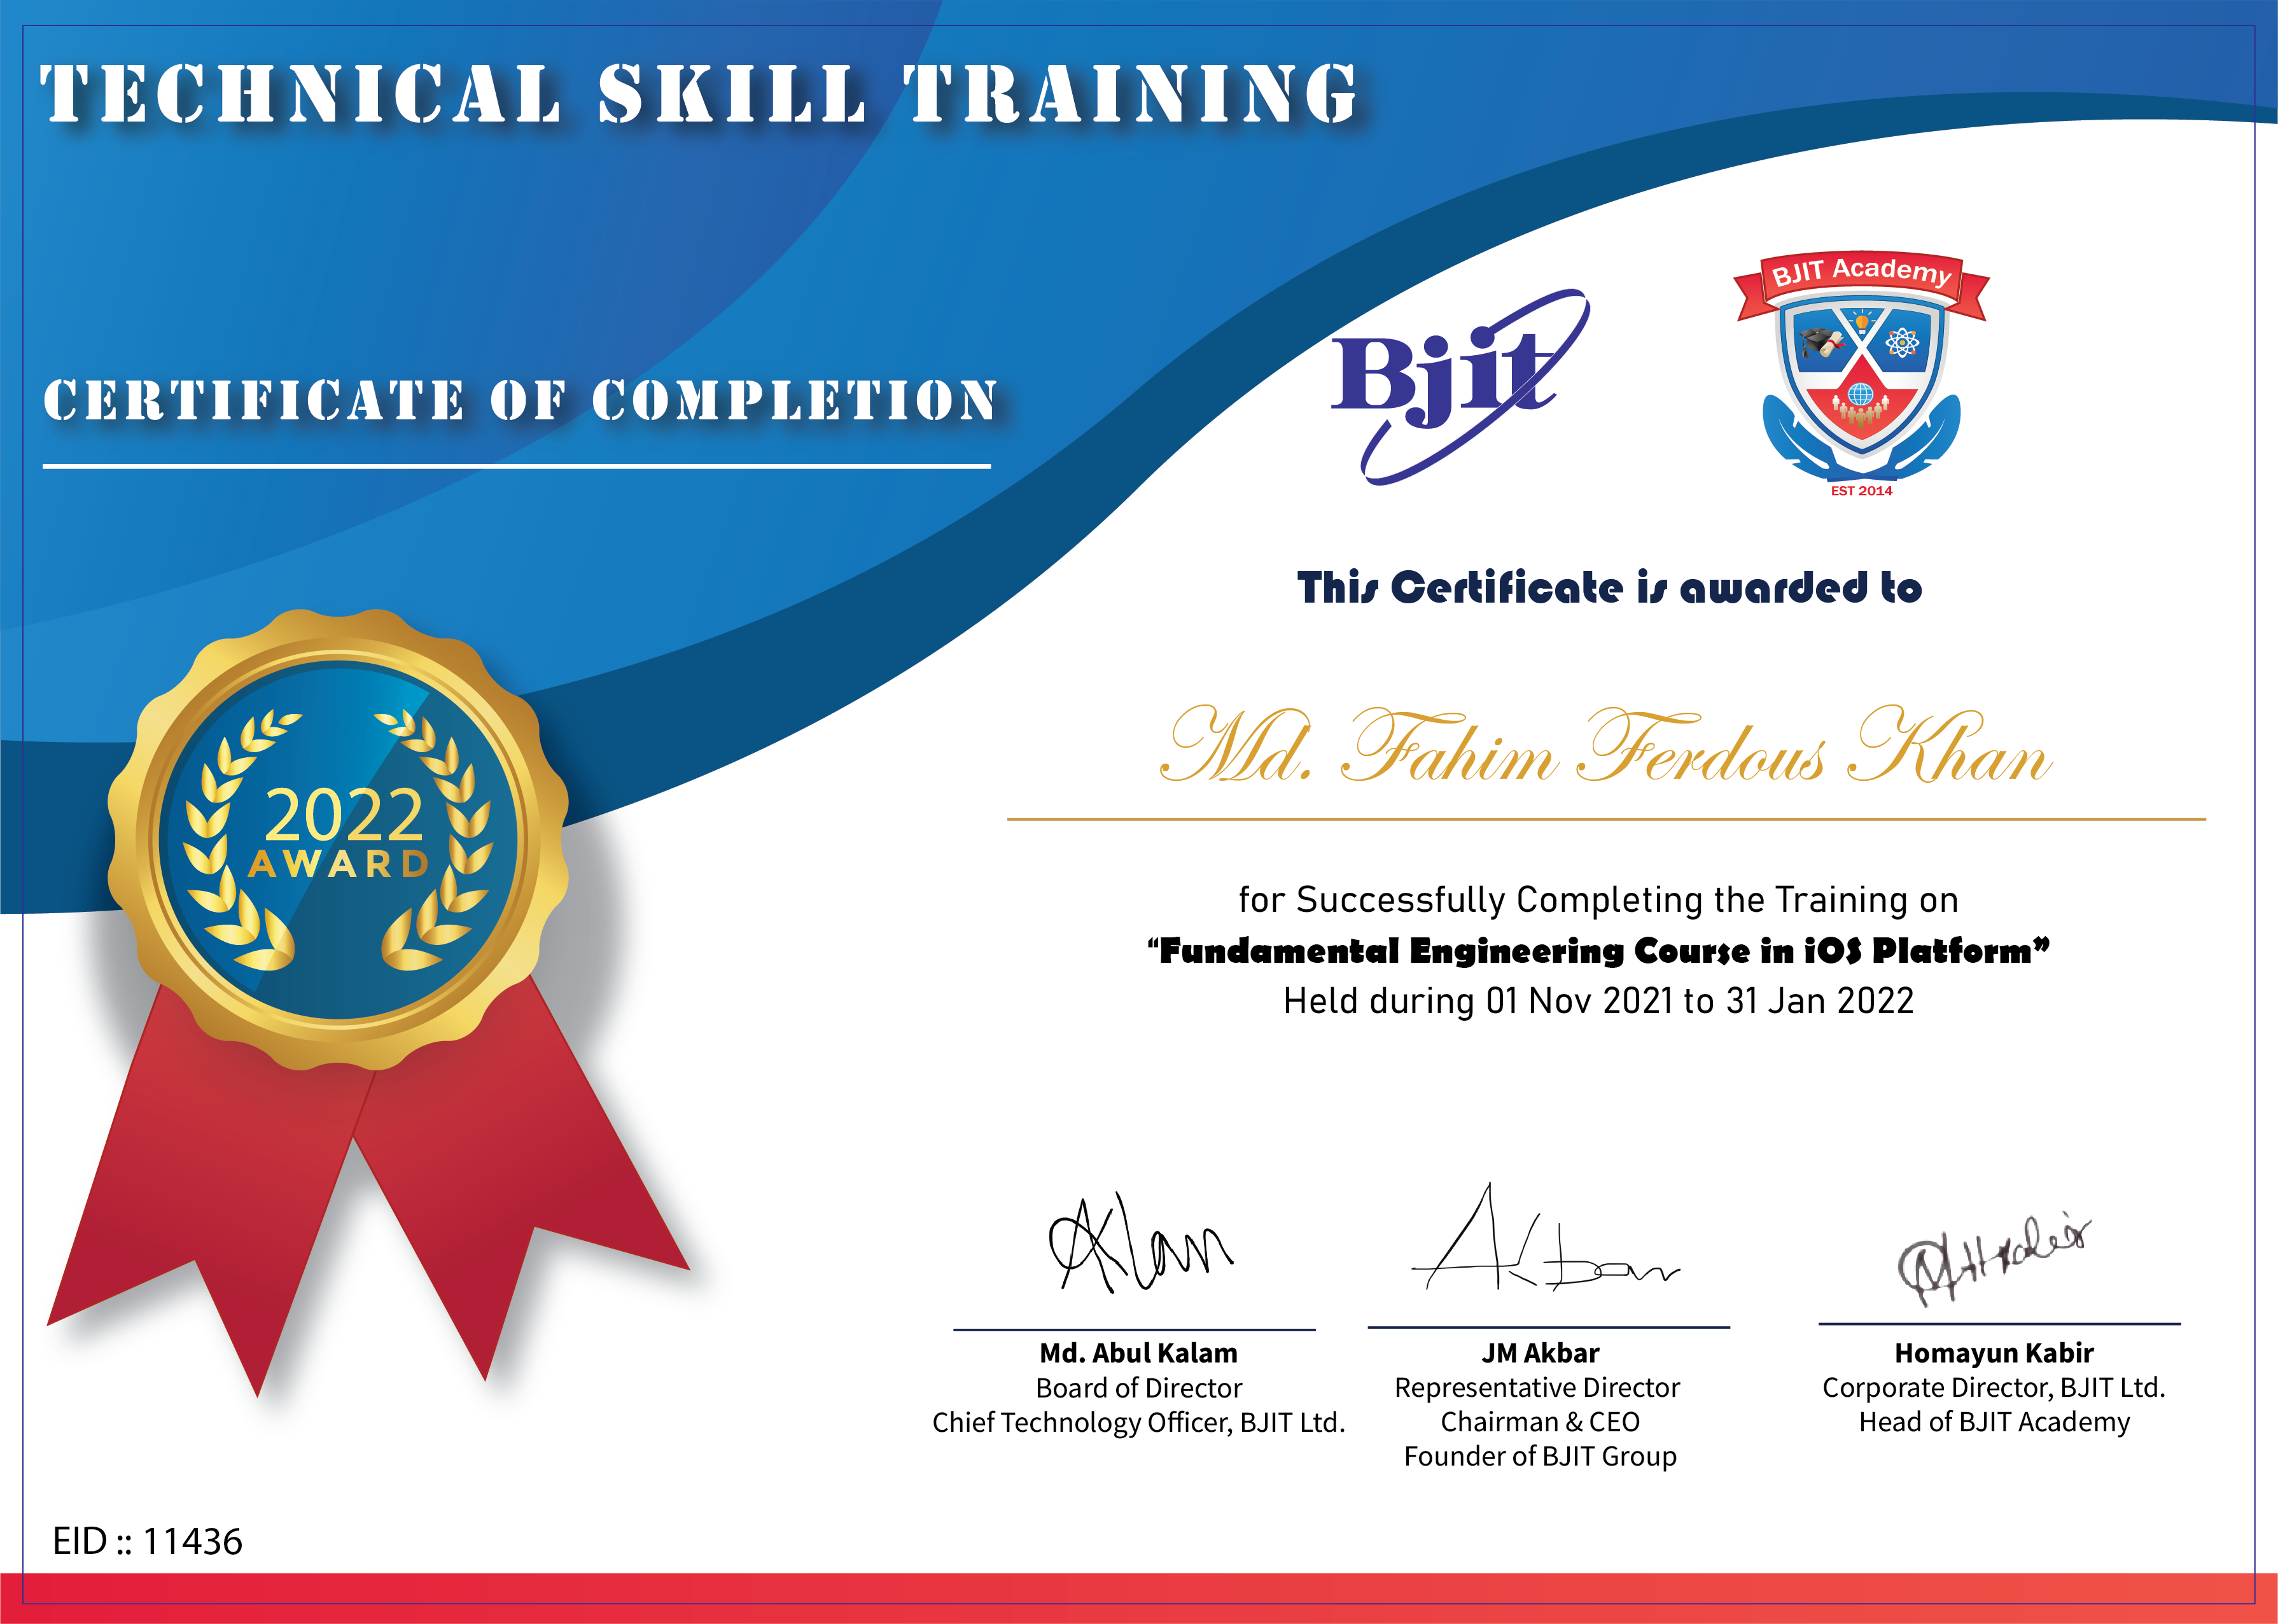 TECHNICAL SKILL TRAINING
CERTIFICATE OF COMPLETION
Bjit
BJIT Academy
EST 2014
This Certificate is awarded to
Md. Fahim Ferdous Khan
2022
AWARD
for Successfully Completing the Training on
“Fundamental Engineering Course in iOS Platform”
Held during 01 Nov 2021 to 31 Jan 2022
Md. Abul Kalam
Board of Director
Chief Technology Officer, BJIT Ltd.
JM Akbar
Representative Director
Chairman & CEO
Founder of BJIT Group
Homayun Kabir
Corporate Director, BJIT Ltd.
Head of BJIT Academy
EID :: 11436